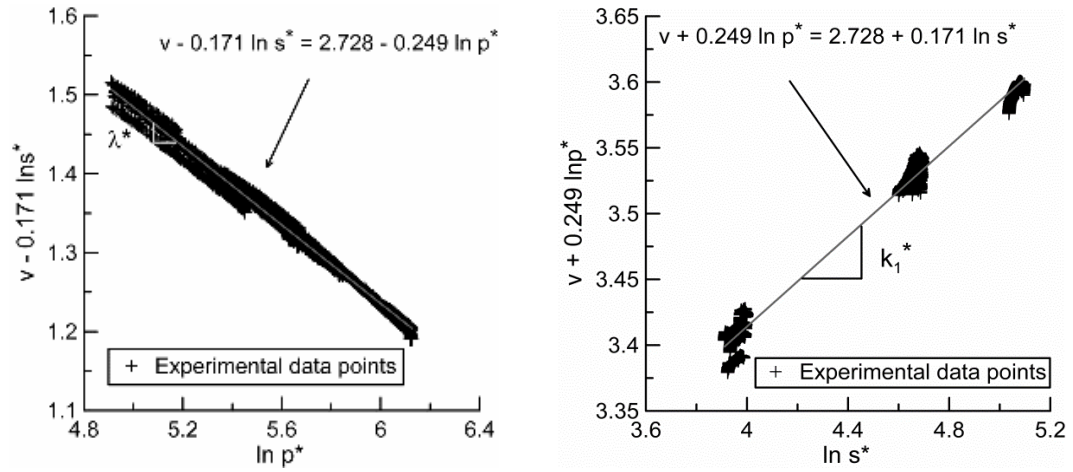 1.6
v - 0.171 ln s* = 2.728 - 0.249 ln p*
1.5
λ*
1.4
1.3
1.2
1.1
v - 0.171 lns*
+ Experimental data points
4.8 5.2 5.6 6 6.4
ln p*
3.65
v + 0.249 ln p* = 2.728 + 0.171 ln s*
3.6
3.55
3.5
3.45
3.4
3.35
v + 0.249 lnp*
k1*
+ Experimental data points
3.6 4 4.4 4.8 5.2
ln s*